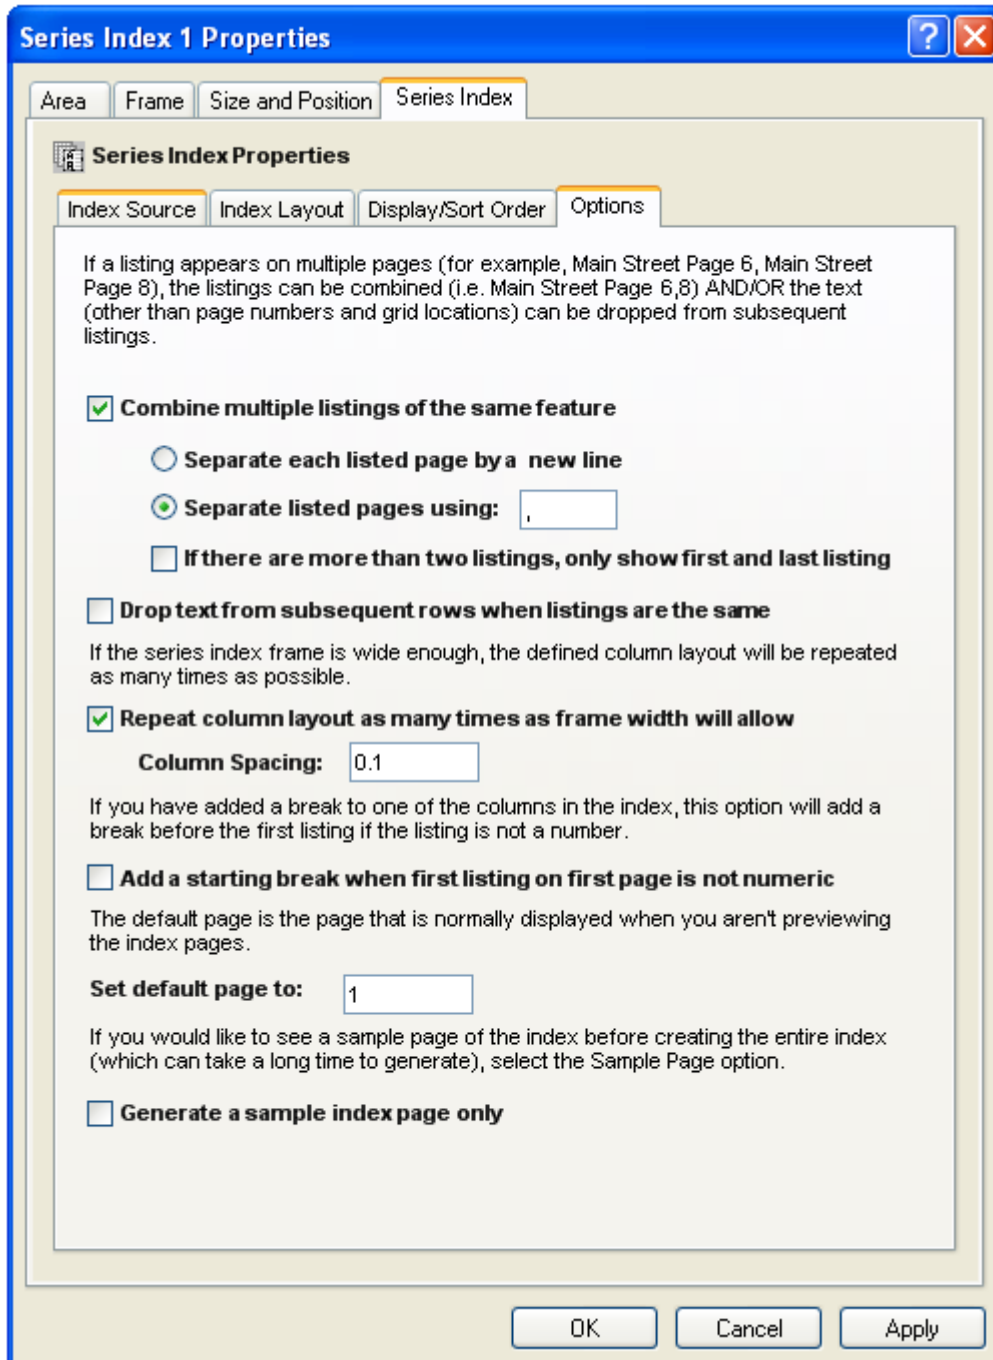 Series Index 1 Properties
Area Frame Size and Position Series Index
Series Index Properties
Index Source Index Layout Display/Sort Order Options
If a listing appears on multiple pages (for example, Main Street Page 6, Main Street
Page 8), the listings can be combined (i.e. Main Street Page 6,8) AND/OR the text
(other than page numbers and grid locations) can be dropped from subsequent
listings.
Combine multiple listings of the same feature
Separate each listed page by a new line
Separate listed pages using: ,
If there are more than two listings, only show first and last listing
Drop text from subsequent rows when listings are the same
If the series index frame is wide enough, the defined column layout will be repeated
as many times as possible.
Repeat column layout as many times as frame width will allow
Column Spacing: 0.1
If you have added a break to one of the columns in the index, this option will add a
break before the first listing if the listing is not a number.
Add a starting break when first listing on first page is not numeric
The default page is the page that is normally displayed when you aren't previewing
the index pages.
Set default page to: 1
If you would like to see a sample page of the index before creating the entire index
(which can take a long time to generate), select the Sample Page option.
Generate a sample index page only
OK Cancel Apply